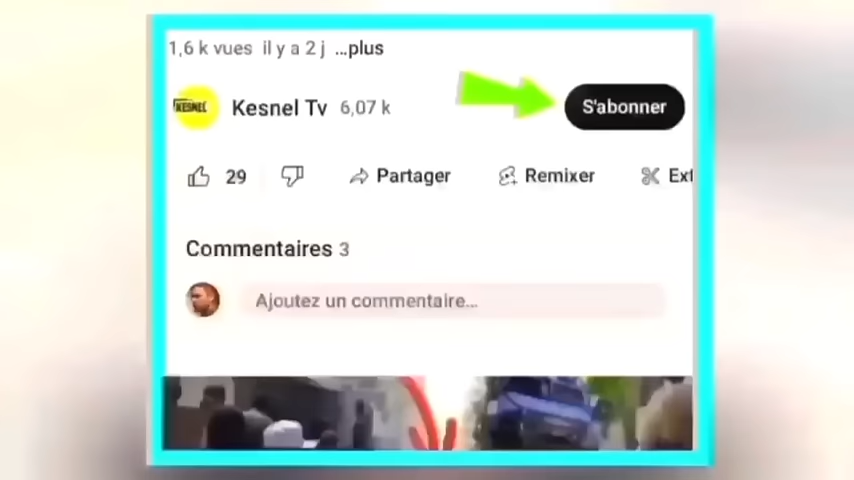 1,6 k vues il y a 2 j ...plus
KESNEL Kesnel Tv 6,07 k S'abonner
29 Partager Remixer Ext
Commentaires 3
Ajoutez un commentaire...